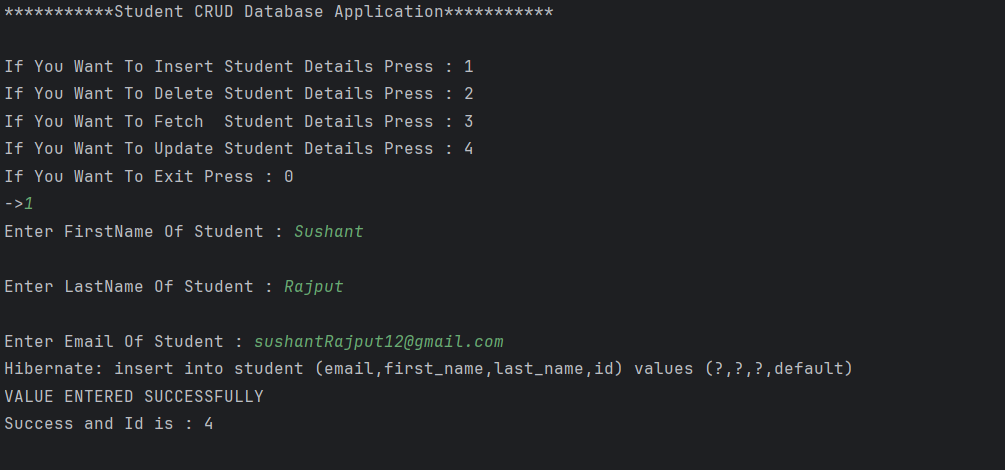 ***********Student CRUD Database Application***********
If You Want To Insert Student Details Press : 1
If You Want To Delete Student Details Press : 2
If You Want To Fetch  Student Details Press : 3
If You Want To Update Student Details Press : 4
If You Want To Exit Press : 0
->1
Enter FirstName Of Student : Sushant
Enter LastName Of Student : Rajput
Enter Email Of Student : sushantRajput12@gmail.com
Hibernate: insert into student (email,first_name,last_name,id) values (?,?,?,default)
VALUE ENTERED SUCCESSFULLY
Success and Id is : 4